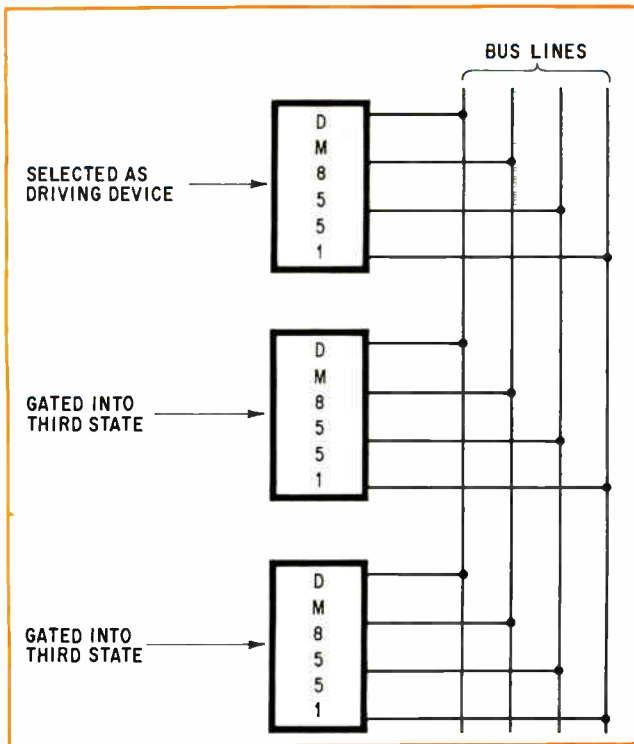 BUS LINES
SELECTED AS
DRIVING DEVICE
D
M
8
5
5
1
GATED INTO
THIRD STATE
D
M
8
5
5
1
GATED INTO
THIRD STATE
D
M
8
5
5
1